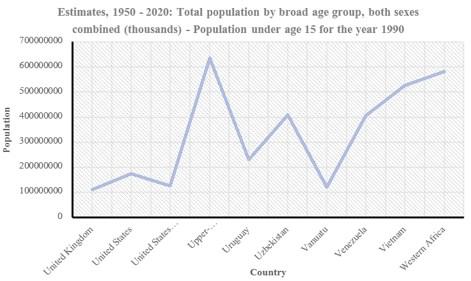 Estimates, 1950 - 2020: Total population by broad age group, both sexes
combined (thousands) - Population under age 15 for the year 1990
700000000
600000000
500000000
400000000
300000000
200000000
100000000
0
Population
United Kingdom
United States
United States…
Upper-…
Uruguay
Uzbekistan
Vanuatu
Venezuela
Vietnam
Western Africa
Country